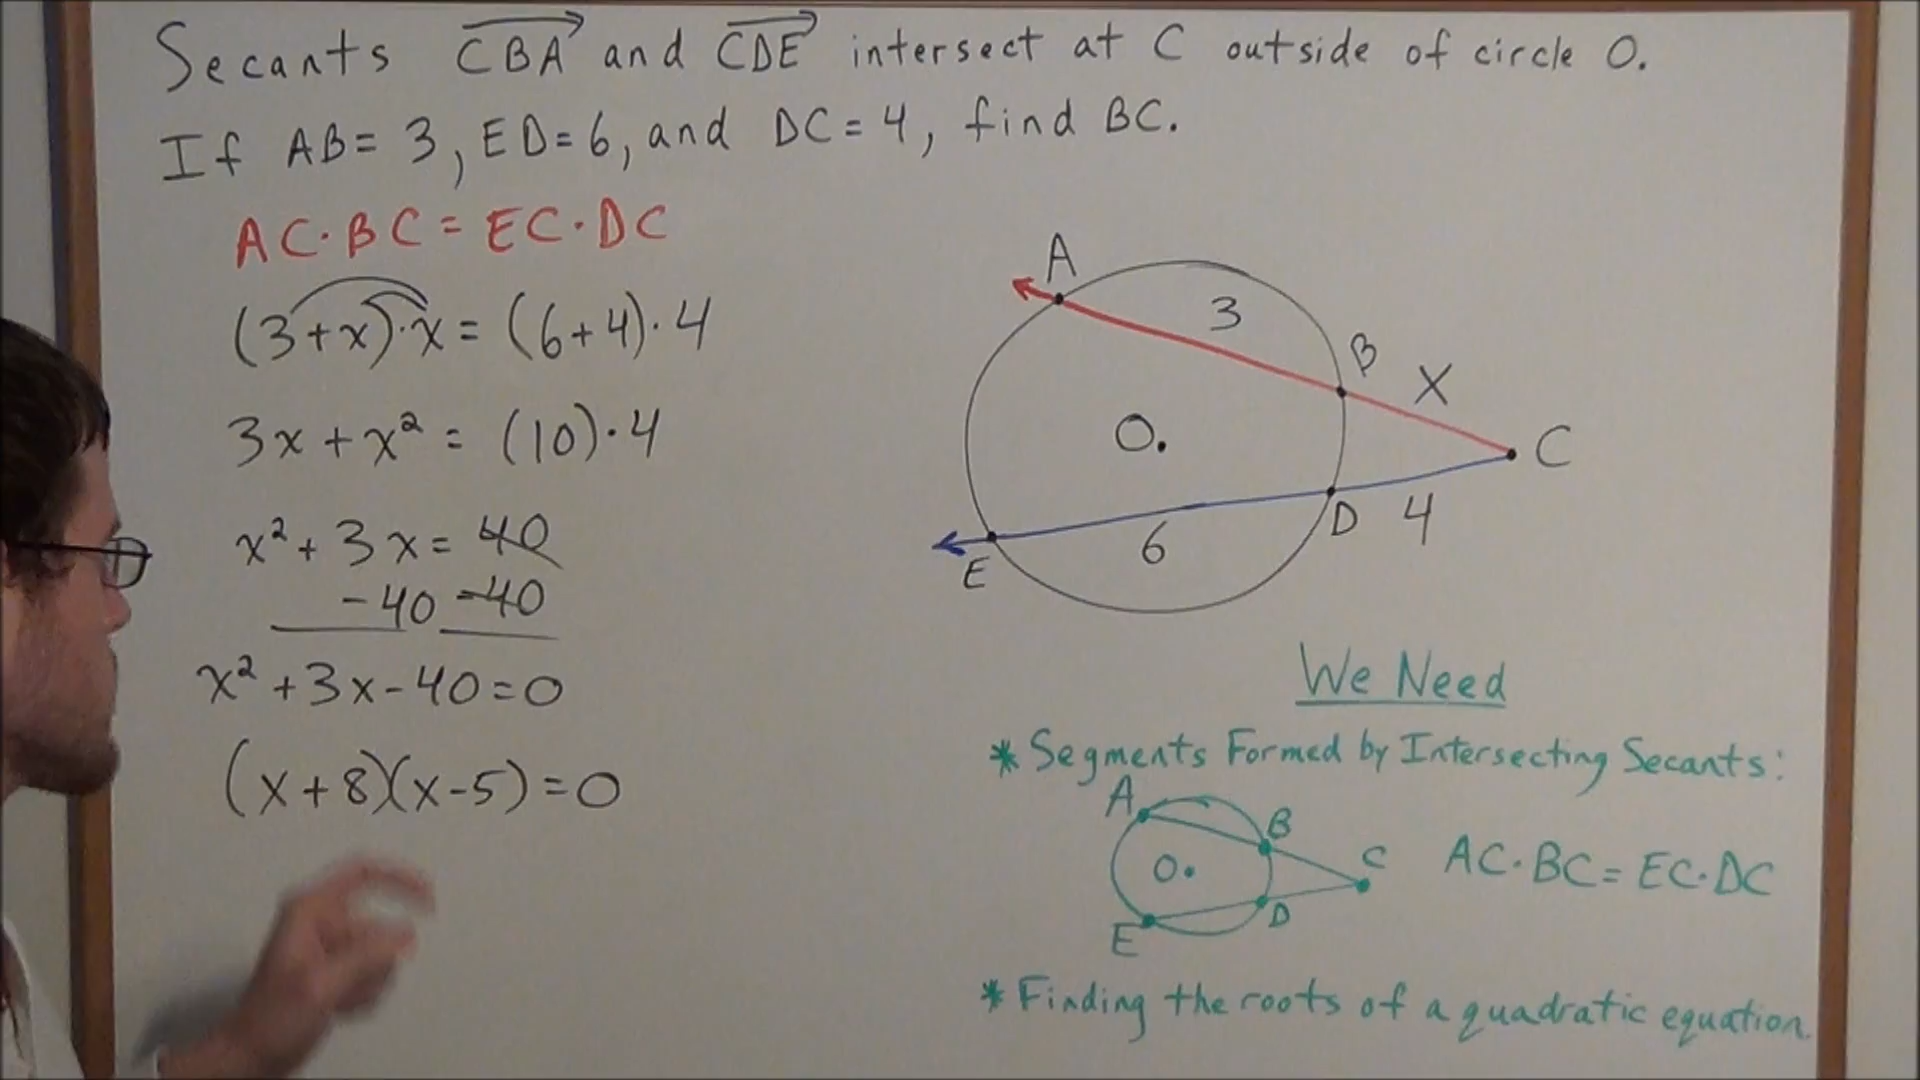 Secants CBA and CDE intersect at C outside of circle O.
If AB = 3, ED = 6, and DC = 4, find BC.
AC·BC = EC·DC
(3+x)·x = (6+4)·4
3x + x² = (10)·4
x² + 3x = 40
-40 -40
x² + 3x - 40 = 0
(x+8)(x-5) = 0
A
3
B
X
O.
C
D
4
6
E
We Need
* Segments Formed by Intersecting Secants:
A
B
O.
C
AC·BC = EC·DC
D
E
* Finding the roots of a quadratic equation.